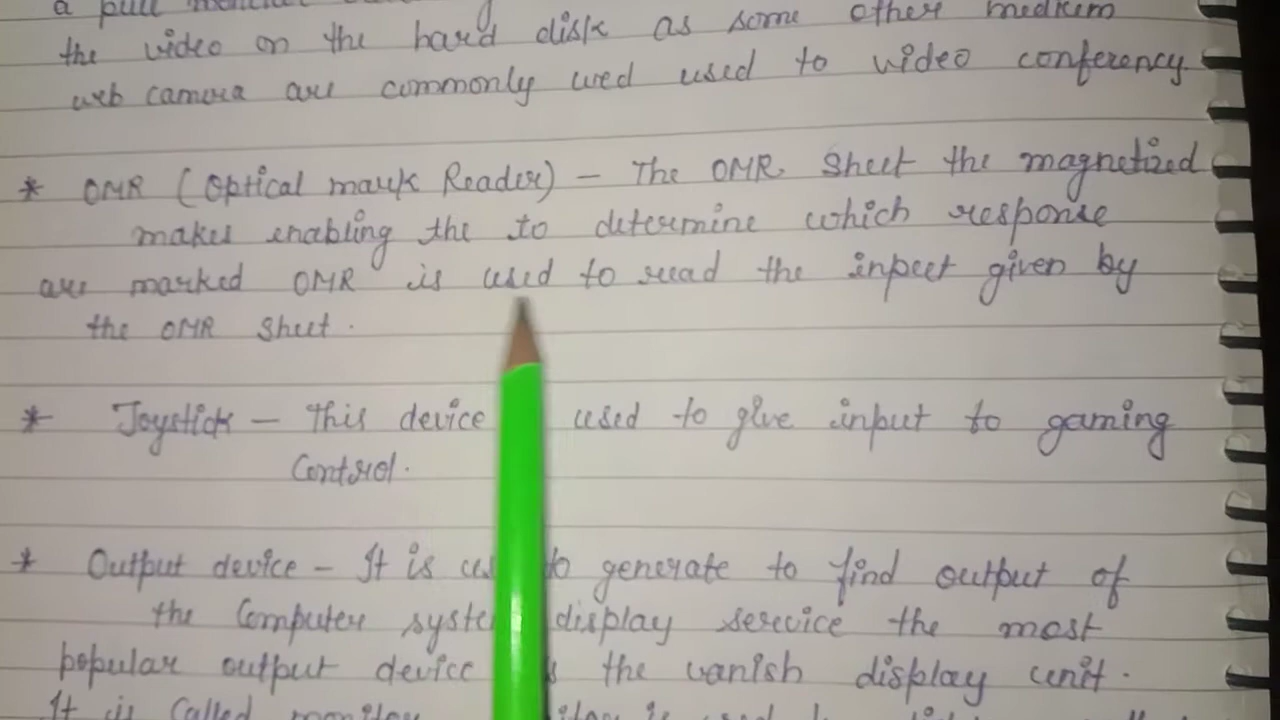 a pull
the video on the hard disk as some other medium
web camera are commonly wed used to video conferency
* OMR (Optical mark Reader) - The OMR Sheet the magnetized
makes enabling the to determine which response
are marked OMR is used to read the inpeet given by
the OMR Sheet.
* Joystick - This device used to give input to gaming
Control.
* Output device - It is to generate to find output of
the Computer display service the most
popular output device the vanish display unit.
It is Called